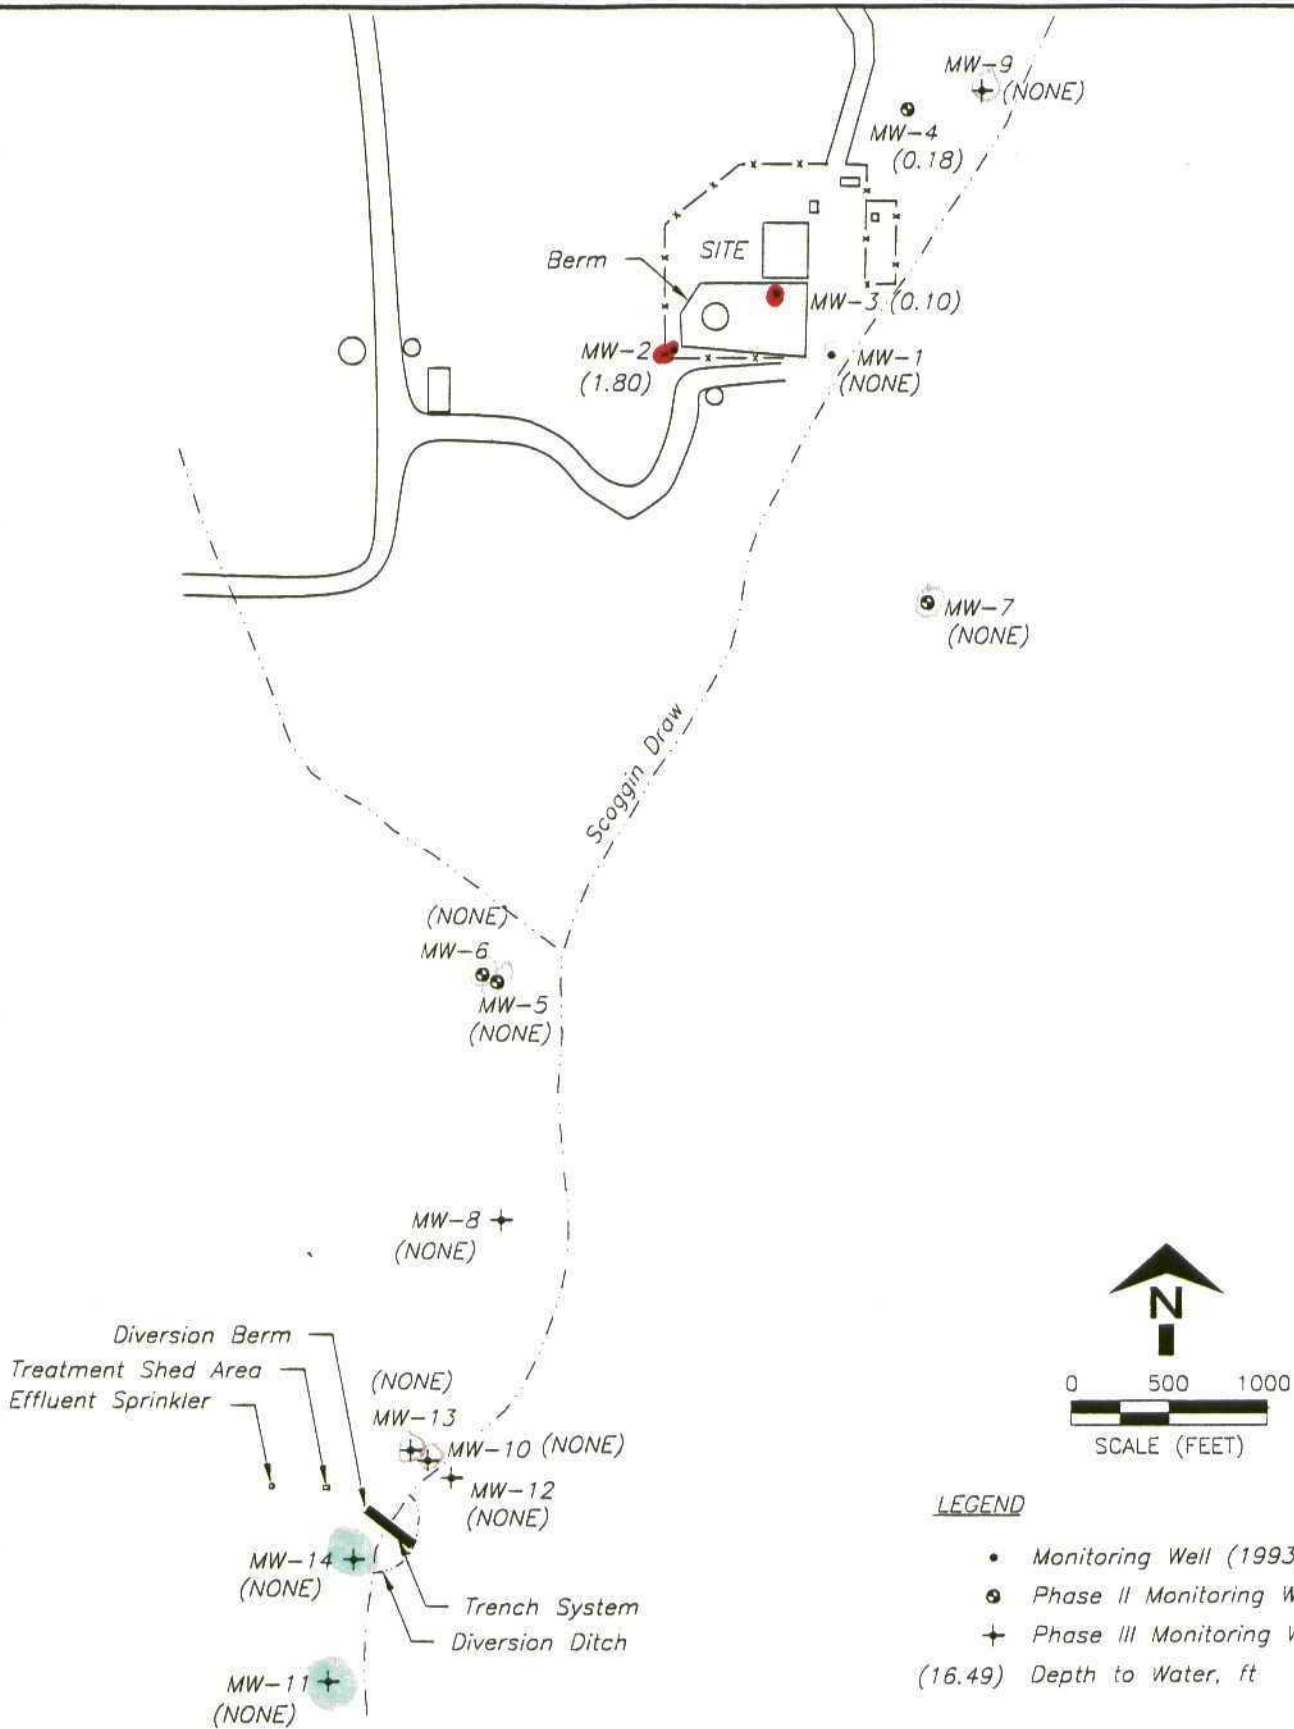 MW-9
(NONE)
MW-4
(0.18)
SITE
Berm
MW-3 (0.10)
MW-2
(1.80)
MW-1
(NONE)
MW-7
(NONE)
Scoggin Draw
(NONE)
MW-6
MW-5
(NONE)
MW-8
(NONE)
Diversion Berm
Treatment Shed Area
Effluent Sprinkler
(NONE)
MW-13
MW-10 (NONE)
MW-12
(NONE)
MW-14
(NONE)
Trench System
Diversion Ditch
MW-11
(NONE)
N
0 500 1000
SCALE (FEET)
LEGEND
Monitoring Well (1993
Phase II Monitoring W
Phase III Monitoring W
(16.49) Depth to Water, ft